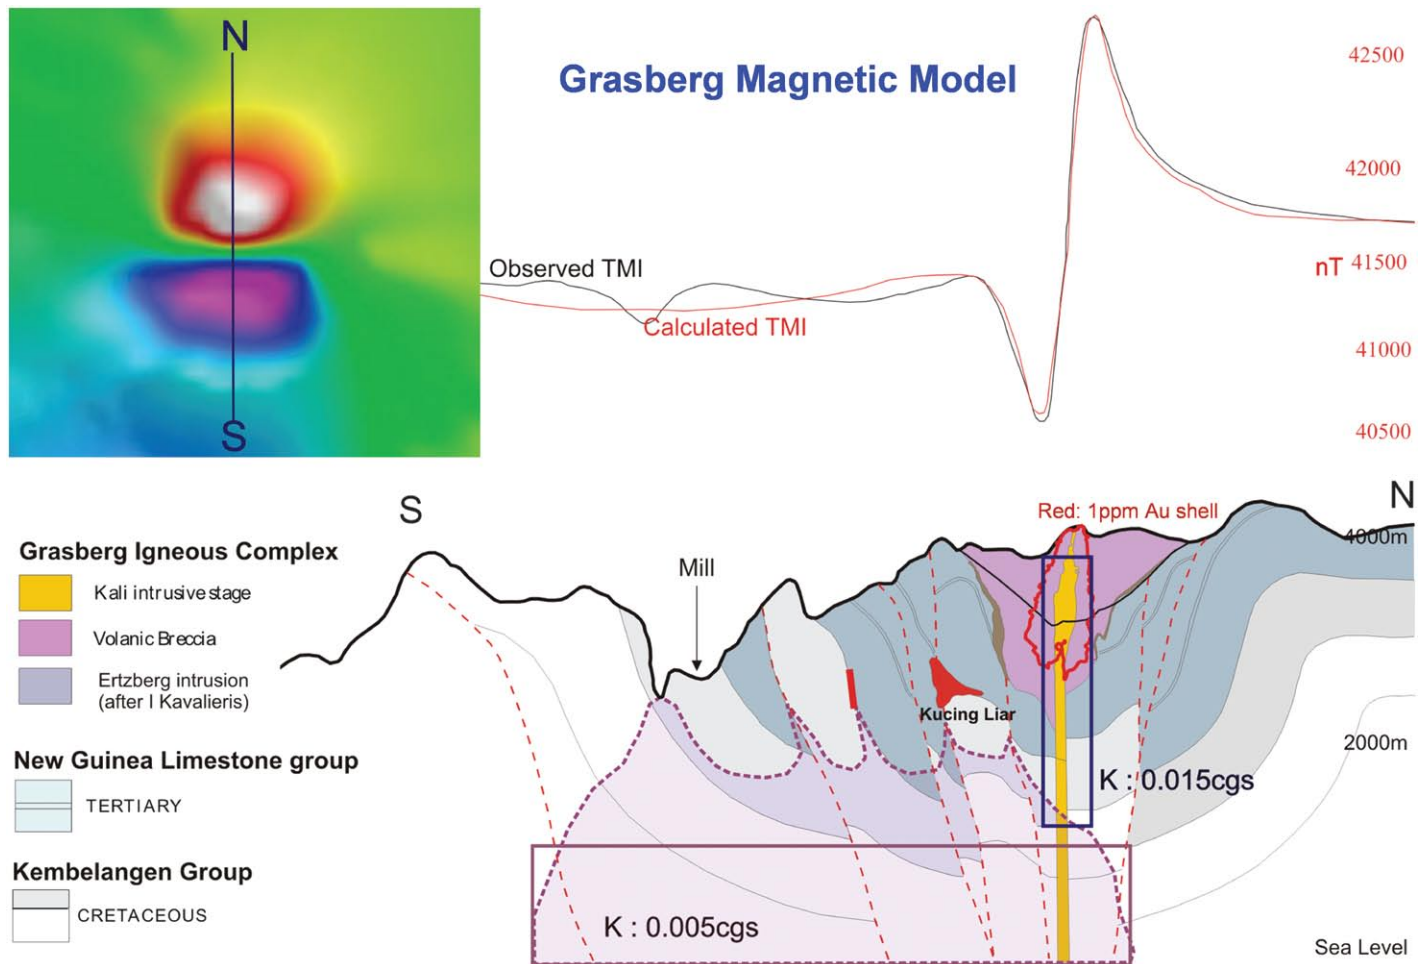 N
S
Grasberg Magnetic Model
42500
42000
nT 41500
41000
40500
Observed TMI
Calculated TMI
S
N
Red: 1ppm Au shell
4000m
Mill
Kucing Liar
2000m
K : 0.015cgs
K : 0.005cgs
Sea Level
Grasberg Igneous Complex
Kali intrusive stage
Volanic Breccia
Ertzberg intrusion
(after I Kavalieris)
New Guinea Limestone group
TERTIARY
Kembelangen Group
CRETACEOUS